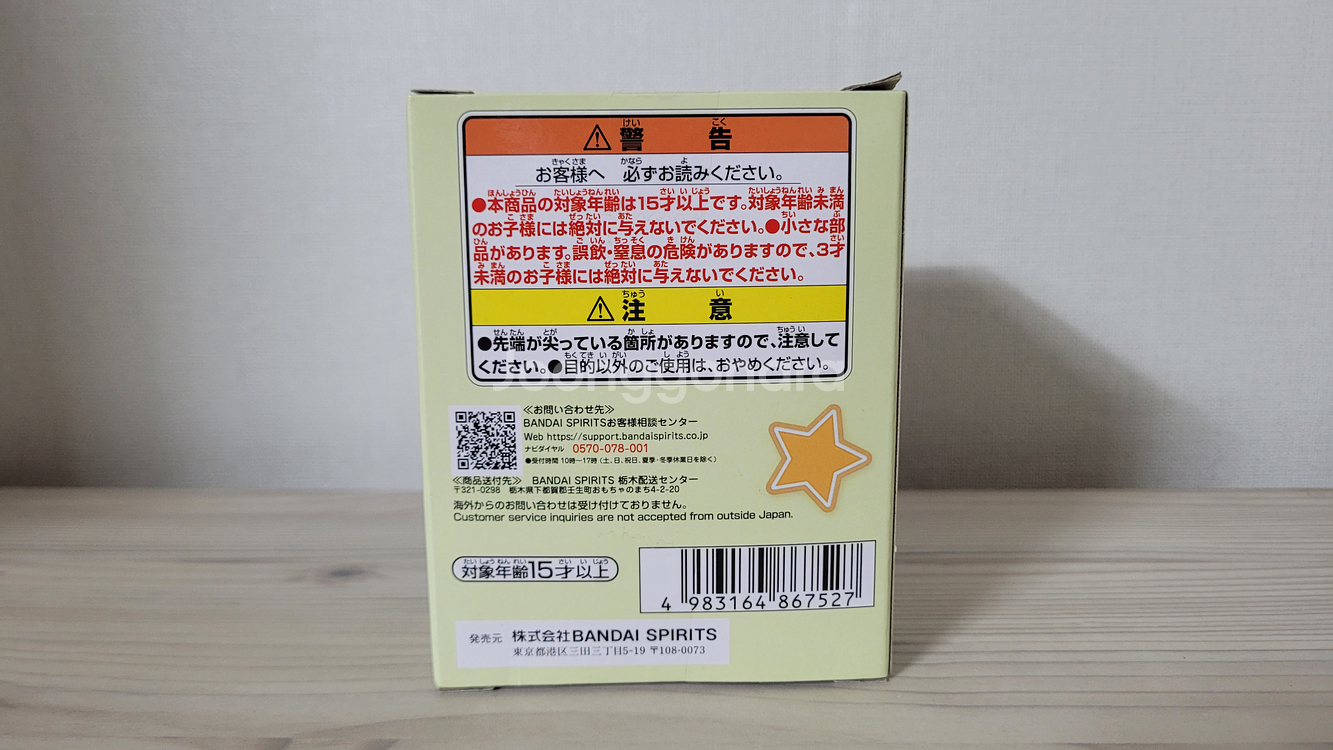 警告
お客様へ 必ずお読みください。
●本商品の対象年齢は15才以上です。対象年齢未満
のお子様には絶対に与えないでください。●小さな部
品があります。誤飲・窒息の危険がありますので、3才
未満のお子様には絶対に与えないでください。
注意
●先端が尖っている箇所がありますので、注意して
ください。●目的以外のご使用は、おやめください。
joonggonara
≪お問い合わせ先≫
BANDAI SPIRITSお客様相談センター
Web https://support.bandaispirits.co.jp
ナビダイヤル 0570-078-001
●受付時間 10時〜17時(土、日、祝日、夏季・冬季休業日を除く)
≪商品送付先≫ BANDAI SPIRITS 栃木配送センター
〒321-0298 栃木県下都賀郡壬生町おもちゃのまち4-2-20
海外からのお問い合わせは受け付けておりません。
Customer service inquiries are not accepted from outside Japan.
対象年齢15才以上
4 983164 867527
発売元 株式会社BANDAI SPIRITS
東京都港区三田三丁目5-19 〒108-0073